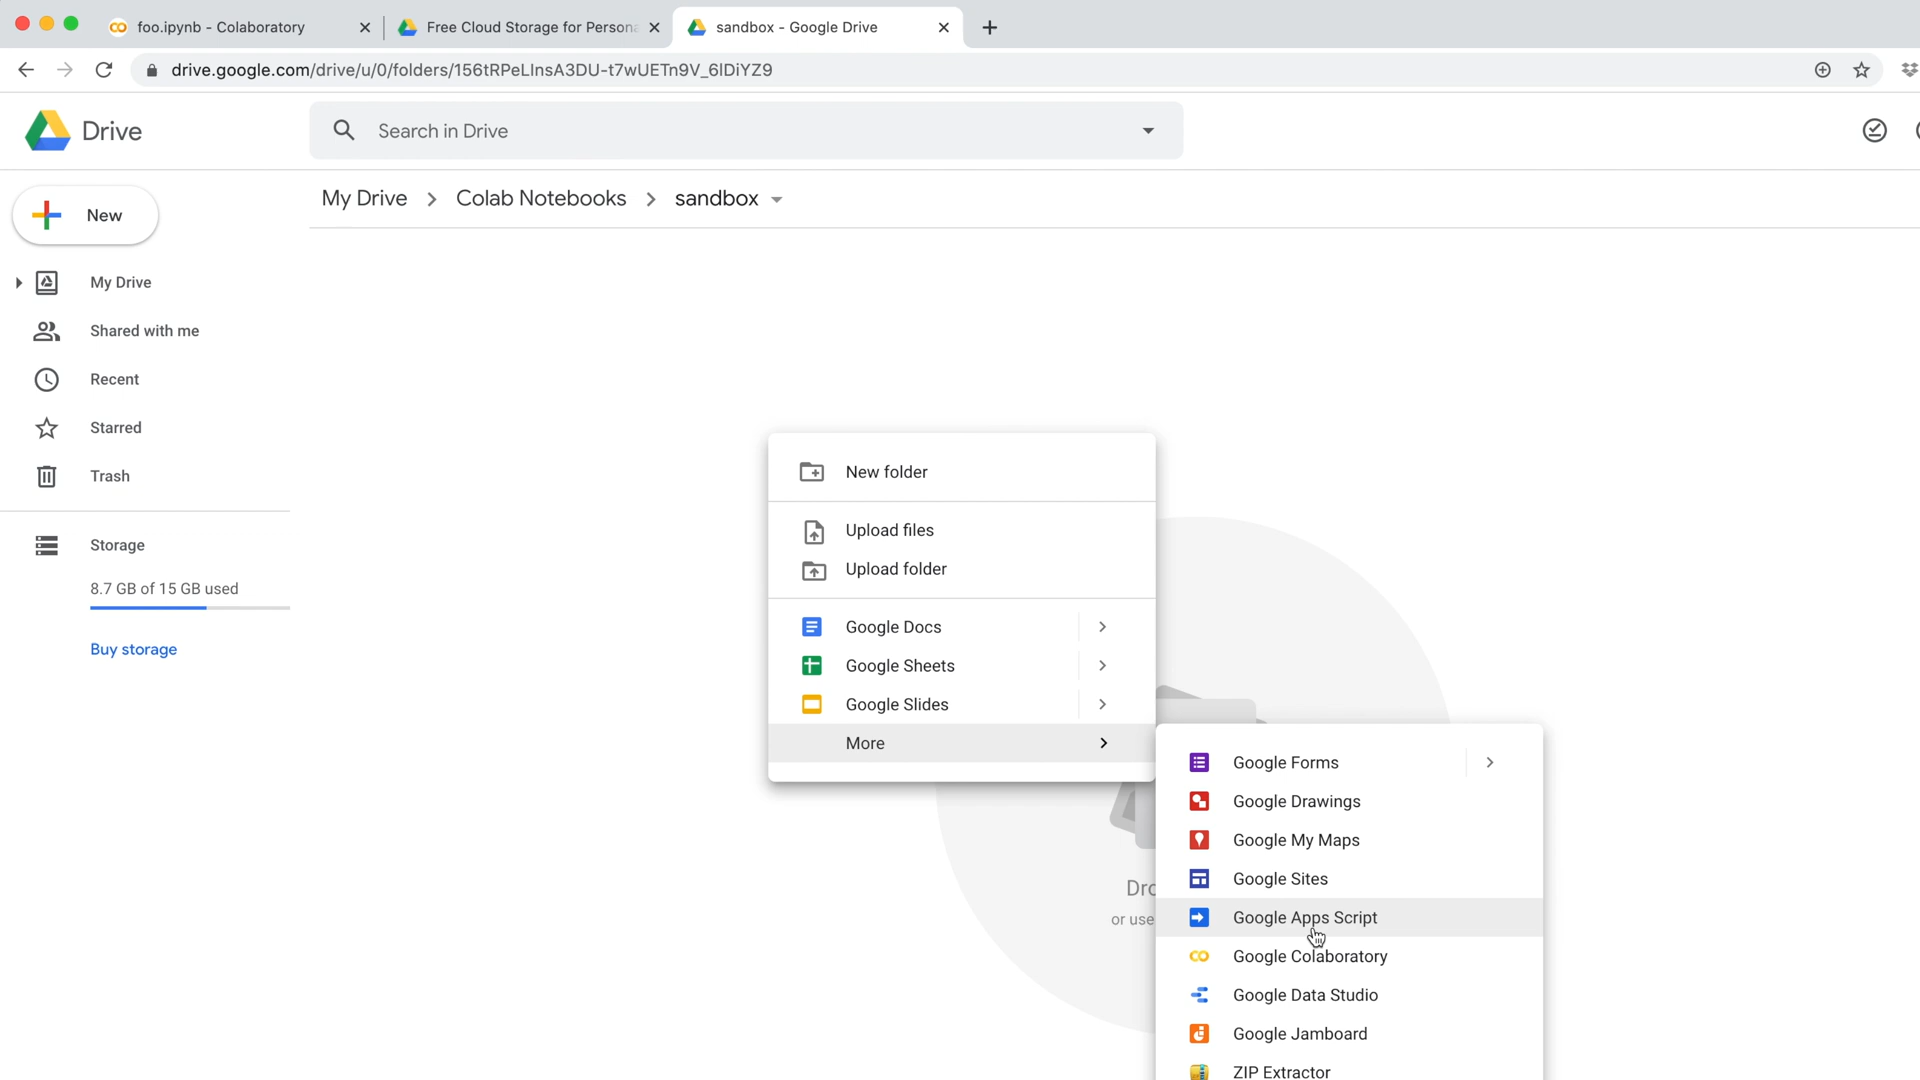 foo.ipynb - Colaboratory
Free Cloud Storage for Persona
sandbox - Google Drive
drive.google.com/drive/u/0/folders/156tRPeLlnsA3DU-t7wUETn9V_6lDiYZ9
Drive
Search in Drive
My Drive > Colab Notebooks > sandbox
New
My Drive
Shared with me
Recent
Starred
Trash
Storage
8.7 GB of 15 GB used
Buy storage
New folder
Upload files
Upload folder
Google Docs
Google Sheets
Google Slides
More
Dro
or use
Google Forms
Google Drawings
Google My Maps
Google Sites
Google Apps Script
Google Colaboratory
Google Data Studio
Google Jamboard
ZIP Extractor